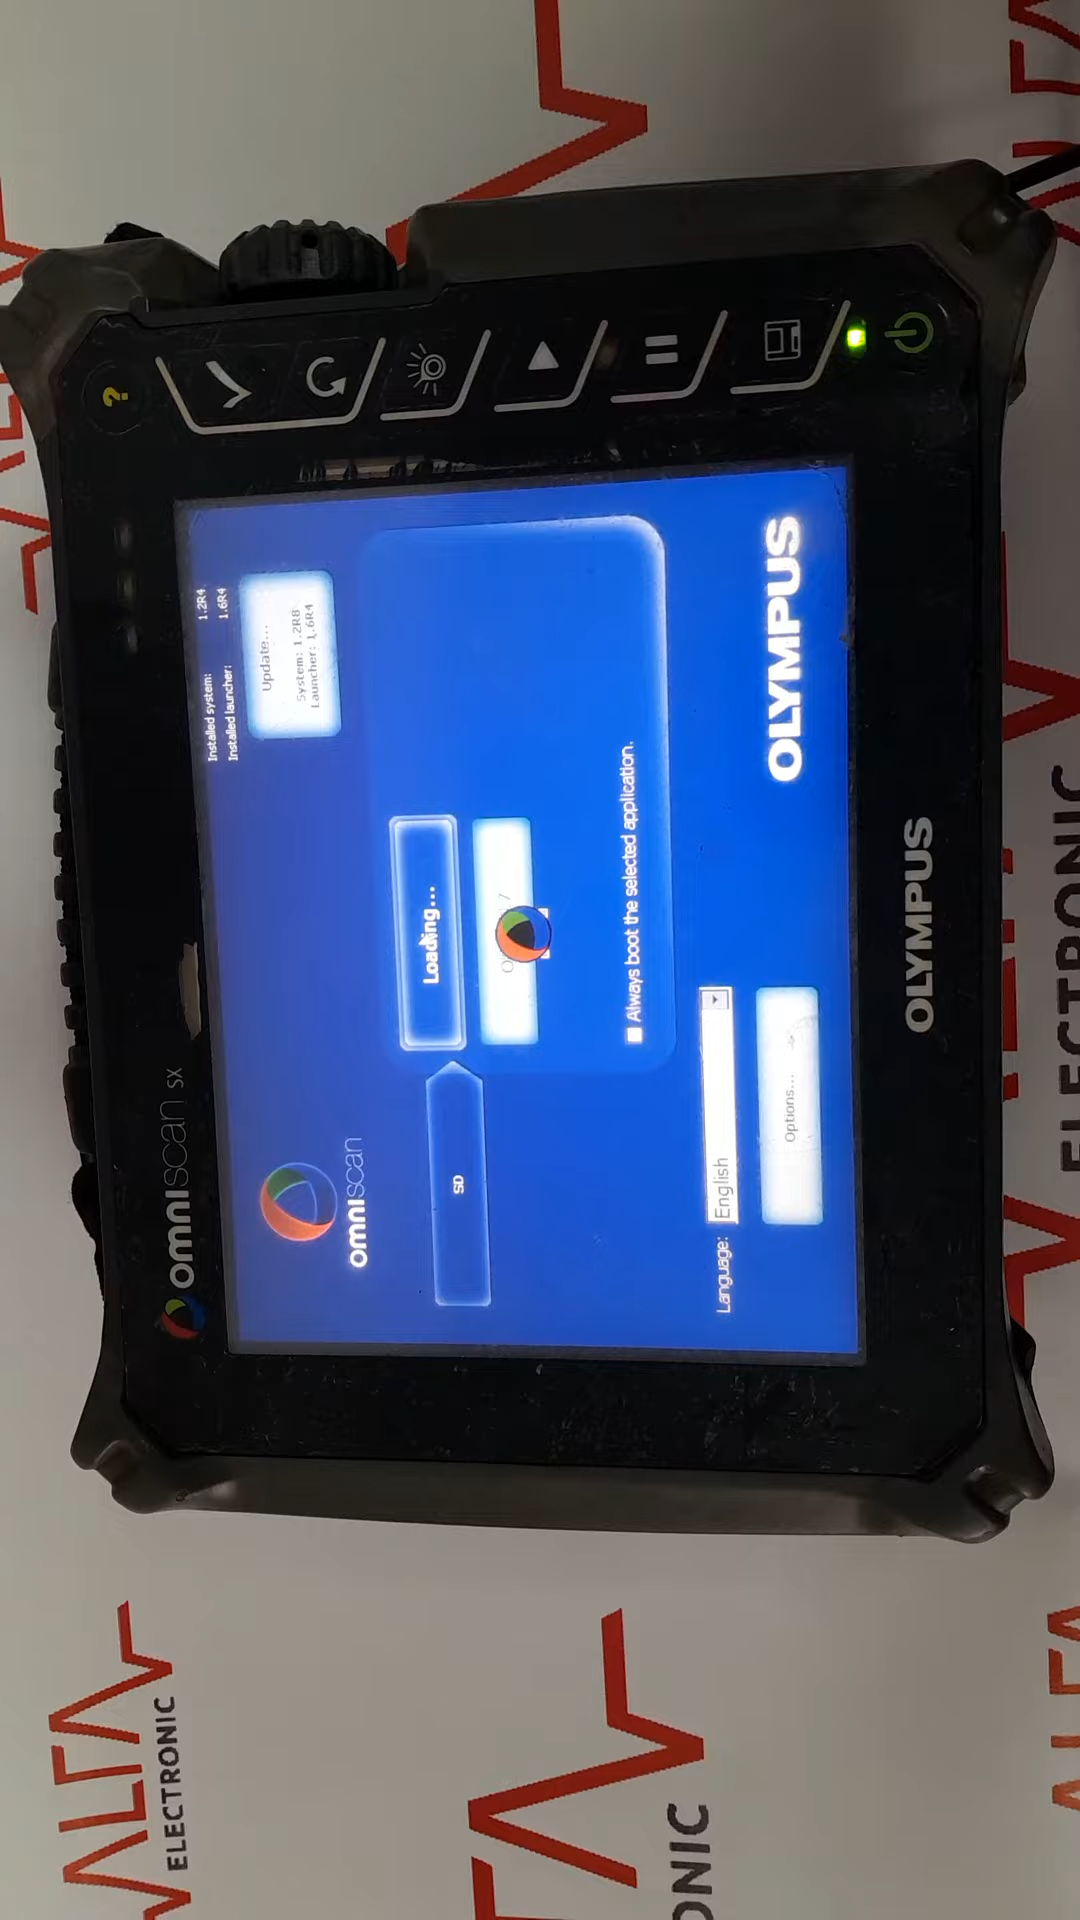 omniscan sx
omniscan
Installed system: 1.2R4
Installed launcher: 1.6R4
Update...
System: 1.2R8
Launcher: 1.6R4
SD
Loading...
Always boot the selected application.
Language: English
Options...
OLYMPUS
OLYMPUS
?
ALTA
ELECTRONIC
ONIC
ELECTRONIC